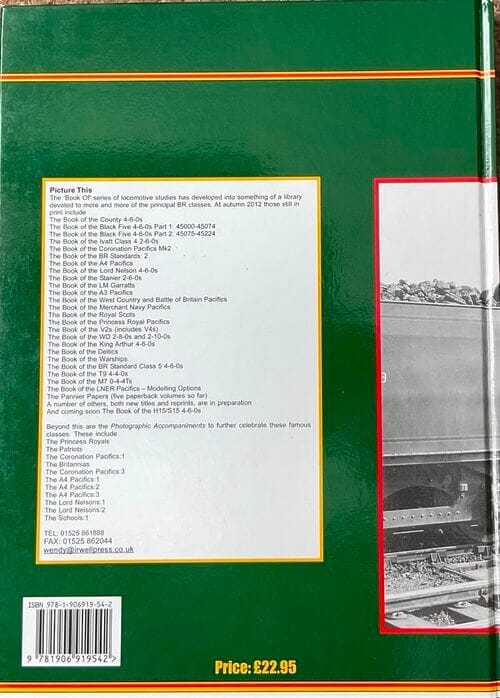 Picture This
The 'Book Of' series of locomotive studies has developed into something of a library
devoted to more and more of the principal BR classes. At autumn 2012 those still in
print include
The Book of the County 4-6-0s
The Book of the Black Five 4-6-0s Part 1: 45000-45074
The Book of the Black Five 4-6-0s Part 2: 45075-45224
The Book of the Ivatt Class 4 2-6-0s
The Book of the Coronation Pacifics Mk2
The Book of the BR Standards: 2
The Book of the A4 Pacifics
The Book of the Lord Nelson 4-6-0s
The Book of the Stanier 2-6-0s
The Book of the LM Garratts
The Book of the A3 Pacifics
The Book of the West Country and Battle of Britain Pacifics
The Book of the Merchant Navy Pacifics
The Book of the Royal Scots
The Book of the Princess Royal Pacifics
The Book of the V2s (includes V4s)
The Book of the WD 2-8-0s and 2-10-0s
The Book of the King Arthur 4-6-0s
The Book of the Deltics
The Book of the Warships
The Book of the BR Standard Class 5 4-6-0s
The Book of the T9 4-4-0s
The Book of the M7 0-4-4Ts
The Book of the LNER Pacifics – Modelling Options
The Pannier Papers (five paperback volumes so far)
A number of others, both new titles and reprints, are in preparation
And coming soon The Book of the H15/S15 4-6-0s
Beyond this are the Photographic Accompaniments to further celebrate these famous
classes. These include
The Princess Royals
The Patriots
The Coronation Pacifics:1
The Britannias
The Coronation Pacifics:3
The A4 Pacifics:1
The A4 Pacifics:2
The A4 Pacifics:3
The Lord Nelsons:1
The Lord Nelsons:2
The Schools:1
TEL: 01525 861888
FAX: 01525 862044
wendy@irwellpress.co.uk
ISBN 978-1-906919-54-2
9 781906 919542>
Price: £22.95